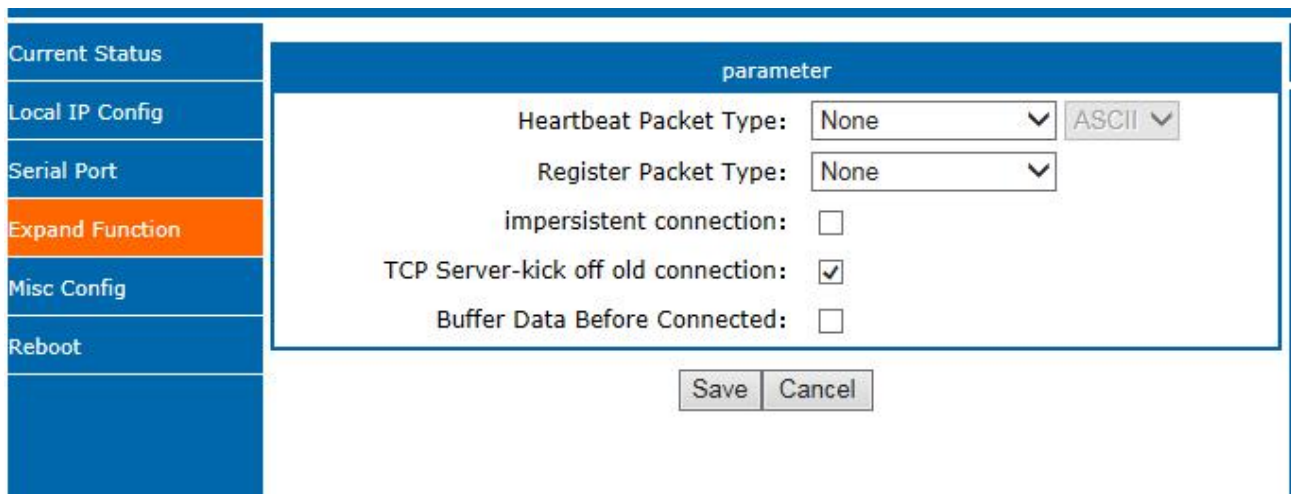 Current Status
Local IP Config
Serial Port
Expand Function
Misc Config
Reboot
parameter
Heartbeat Packet Type: None ASCII
Register Packet Type: None
impersistent connection:
TCP Server-kick off old connection:
Buffer Data Before Connected:
Save Cancel